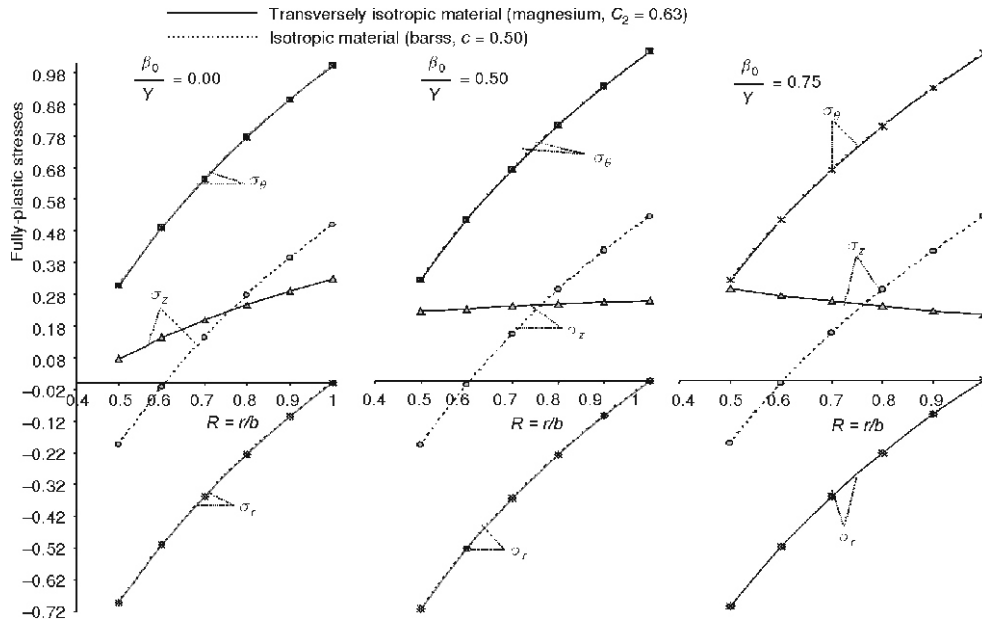 Transversely isotropic material (magnesium, C₂ = 0.63)
Isotropic material (barss, c = 0.50)
β₀/Y = 0.00
β₀/Y = 0.50
β₀/Y = 0.75
Fully-plastic stresses
0.98
0.88
0.78
0.68
0.58
0.48
0.38
0.28
0.18
0.08
–0.02
–0.12
–0.22
–0.32
–0.42
–0.52
–0.62
–0.72
σθ
σθ
σθ
σz
σz
σz
0.4 0.5 0.6 0.7 0.8 0.9 1
0.4 0.5 0.6 0.7 0.8 0.9 1
0.4 0.5 0.6 0.7 0.8 0.9 1
R = r/b
R = r/b
R = r/b
σr
σr
σr